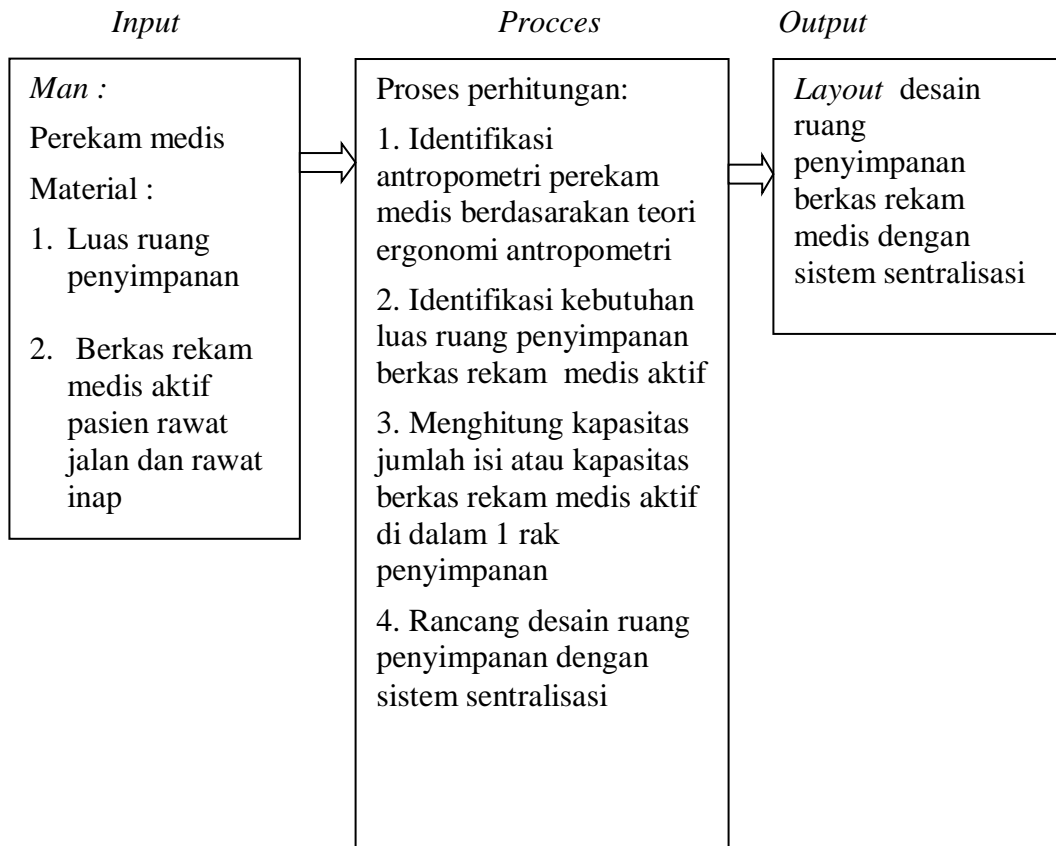 Input
Procces
Output
Man :
Perekam medis
Material :
1. Luas ruang
penyimpanan
2. Berkas rekam
medis aktif
pasien rawat
jalan dan rawat
inap
Proses perhitungan:
1. Identifikasi
antropometri perekam
medis berdasarakan teori
ergonomi antropometri
2. Identifikasi kebutuhan
luas ruang penyimpanan
berkas rekam medis aktif
3. Menghitung kapasitas
jumlah isi atau kapasitas
berkas rekam medis aktif
di dalam 1 rak
penyimpanan
4. Rancang desain ruang
penyimpanan dengan
sistem sentralisasi
Layout desain
ruang
penyimpanan
berkas rekam
medis dengan
sistem sentralisasi